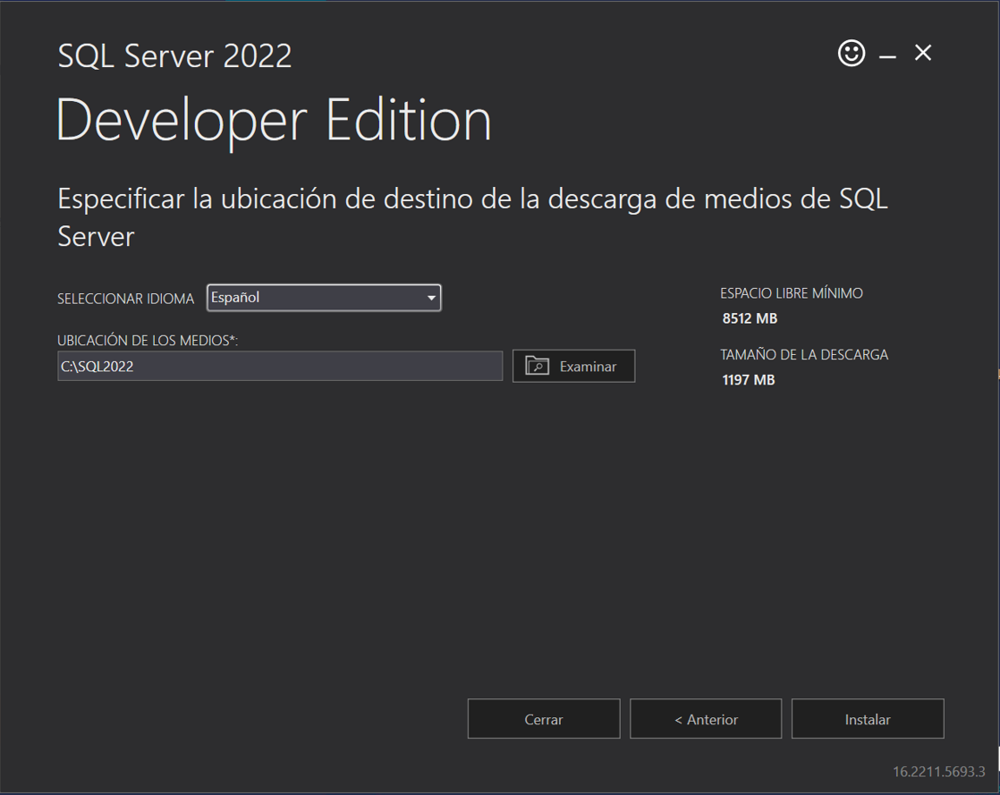 SQL Server 2022
Developer Edition
Especificar la ubicación de destino de la descarga de medios de SQL
Server
SELECCIONAR IDIOMA
Español
ESPACIO LIBRE MÍNIMO
8512 MB
UBICACIÓN DE LOS MEDIOS*:
C:\SQL2022
Examinar
TAMAÑO DE LA DESCARGA
1197 MB
Cerrar
< Anterior
Instalar
16.2211.5693.3